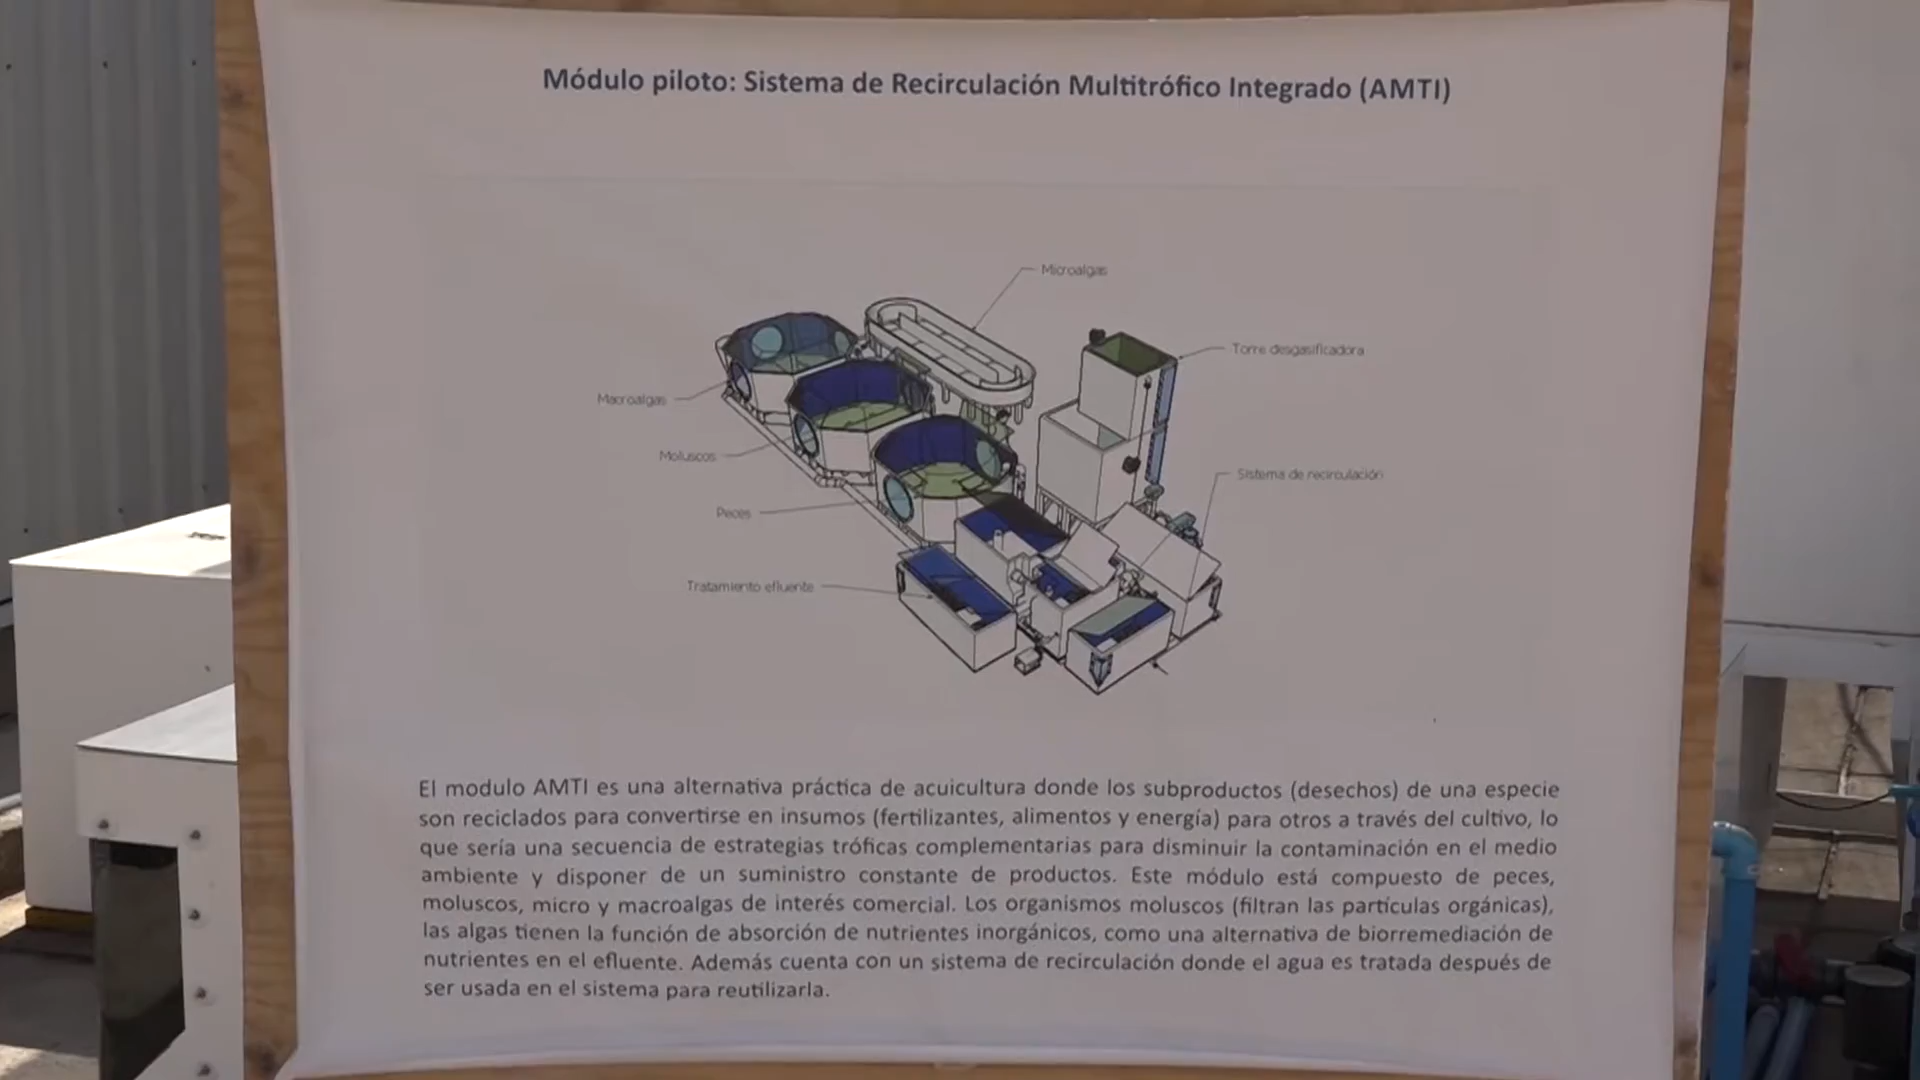 Módulo piloto: Sistema de Recirculación Multitrófico Integrado (AMTI)
Microalgas
Torre desgasificadora
Macroalgas
Moluscos
Sistema de recirculación
Peces
Tratamiento efluente
El modulo AMTI es una alternativa práctica de acuicultura donde los subproductos (desechos) de una especie
son reciclados para convertirse en insumos (fertilizantes, alimentos y energía) para otros a través del cultivo, lo
que sería una secuencia de estrategias tróficas complementarias para disminuir la contaminación en el medio
ambiente y disponer de un suministro constante de productos. Este módulo está compuesto de peces,
moluscos, micro y macroalgas de interés comercial. Los organismos moluscos (filtran las partículas orgánicas),
las algas tienen la función de absorción de nutrientes inorgánicos, como una alternativa de biorremediación de
nutrientes en el efluente. Además cuenta con un sistema de recirculación donde el agua es tratada después de
ser usada en el sistema para reutilizarla.